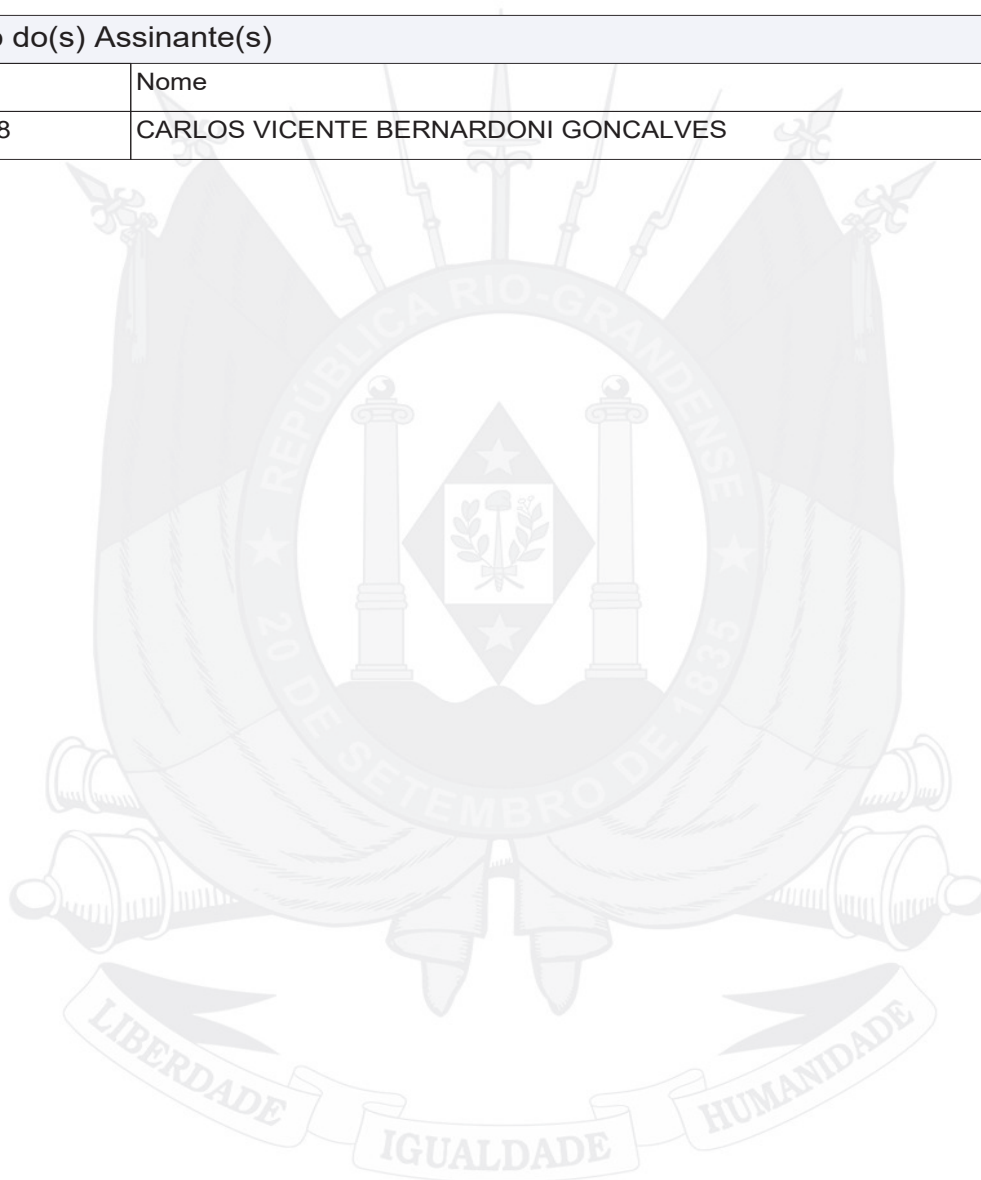 o do(s) Assinante(s)
Nome
8 CARLOS VICENTE BERNARDONI GONCALVES
REPÚBLICA RIO-GRANDENSE
20 DE SETEMBRO DE 1835
LIBERDADE IGUALDADE HUMANIDADE